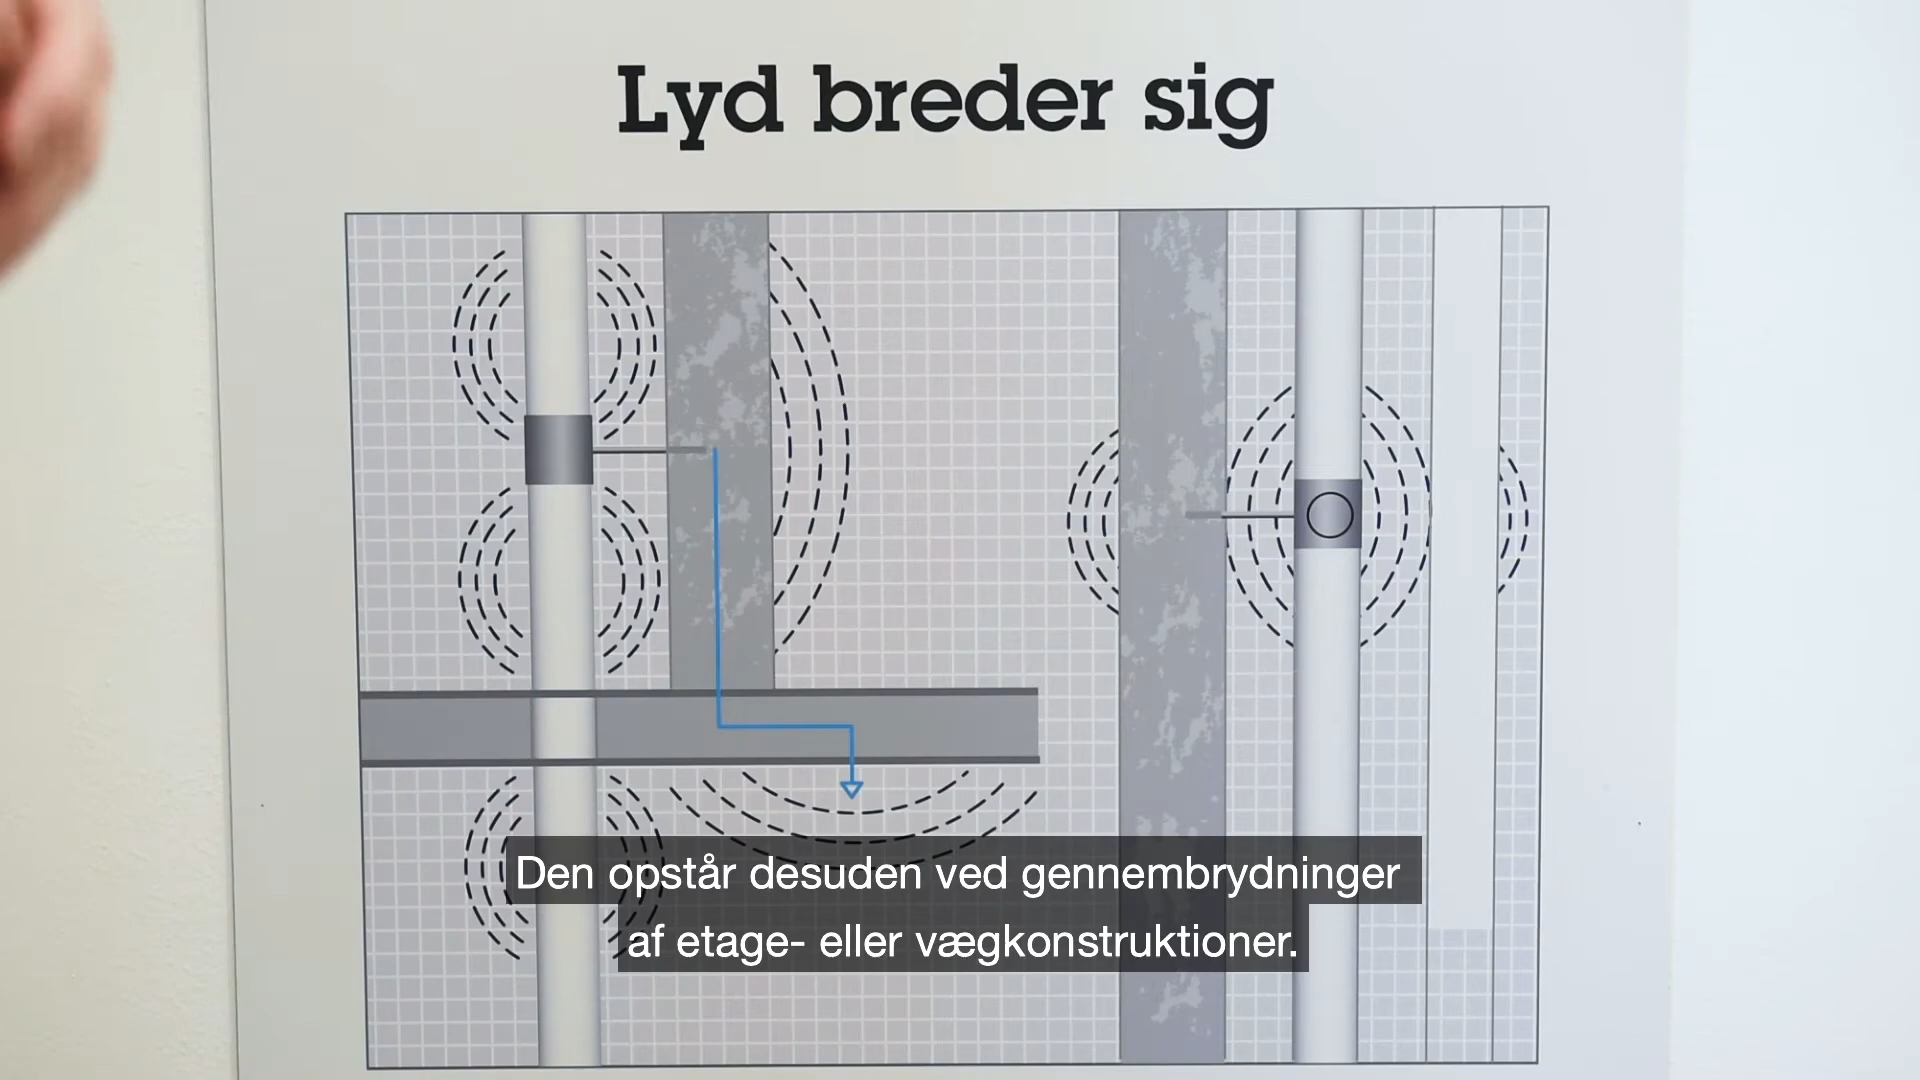 Lyd breder sig
Den opstår desuden ved gennembrydninger
af etage- eller vægkonstruktioner.